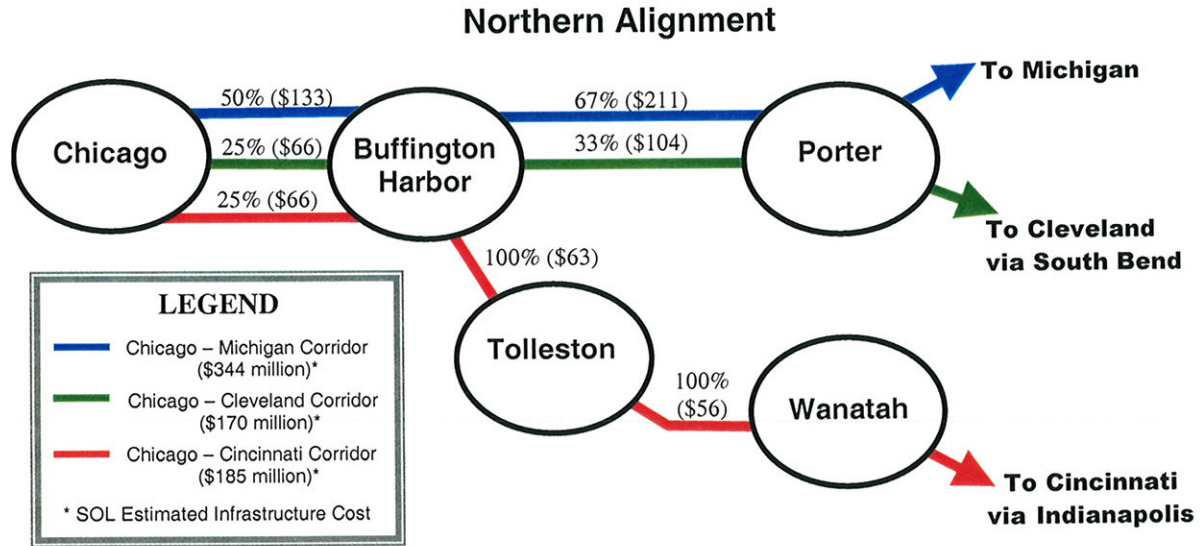 Northern Alignment
To Michigan
50% ($133)
67% ($211)
Chicago
25% ($66)
Buffington
Harbor
33% ($104)
Porter
25% ($66)
To Cleveland
via South Bend
100% ($63)
LEGEND
Chicago – Michigan Corridor
($344 million)*
Chicago – Cleveland Corridor
($170 million)*
Chicago – Cincinnati Corridor
($185 million)*
* SOL Estimated Infrastructure Cost
Tolleston
100%
($56)
Wanatah
To Cincinnati
via Indianapolis